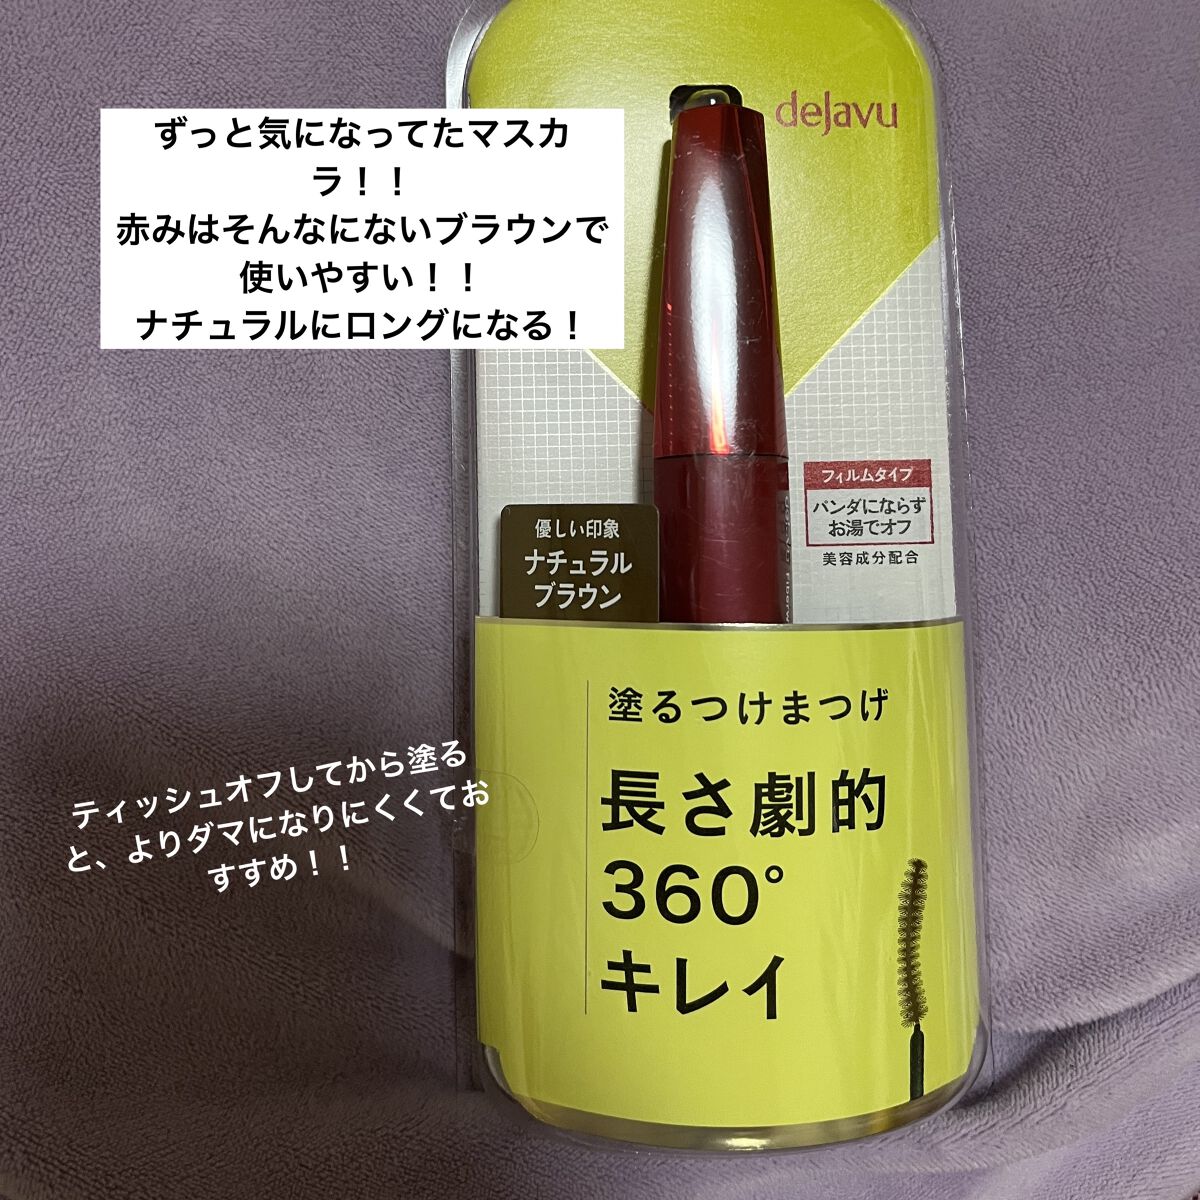 ずっと気になってたマスカ
ラ！！
赤みはそんなにないブラウンで
使いやすい！！
ナチュラルにロングになる！
dejavu
フィルムタイプ
パンダにならず
お湯でオフ
美容成分配合
優しい印象
ナチュラル
ブラウン
塗るつけまつげ
長さ劇的
360°
キレイ
ティッシュオフしてから塗る
と、よりダマになりにくくてお
すすめ！！